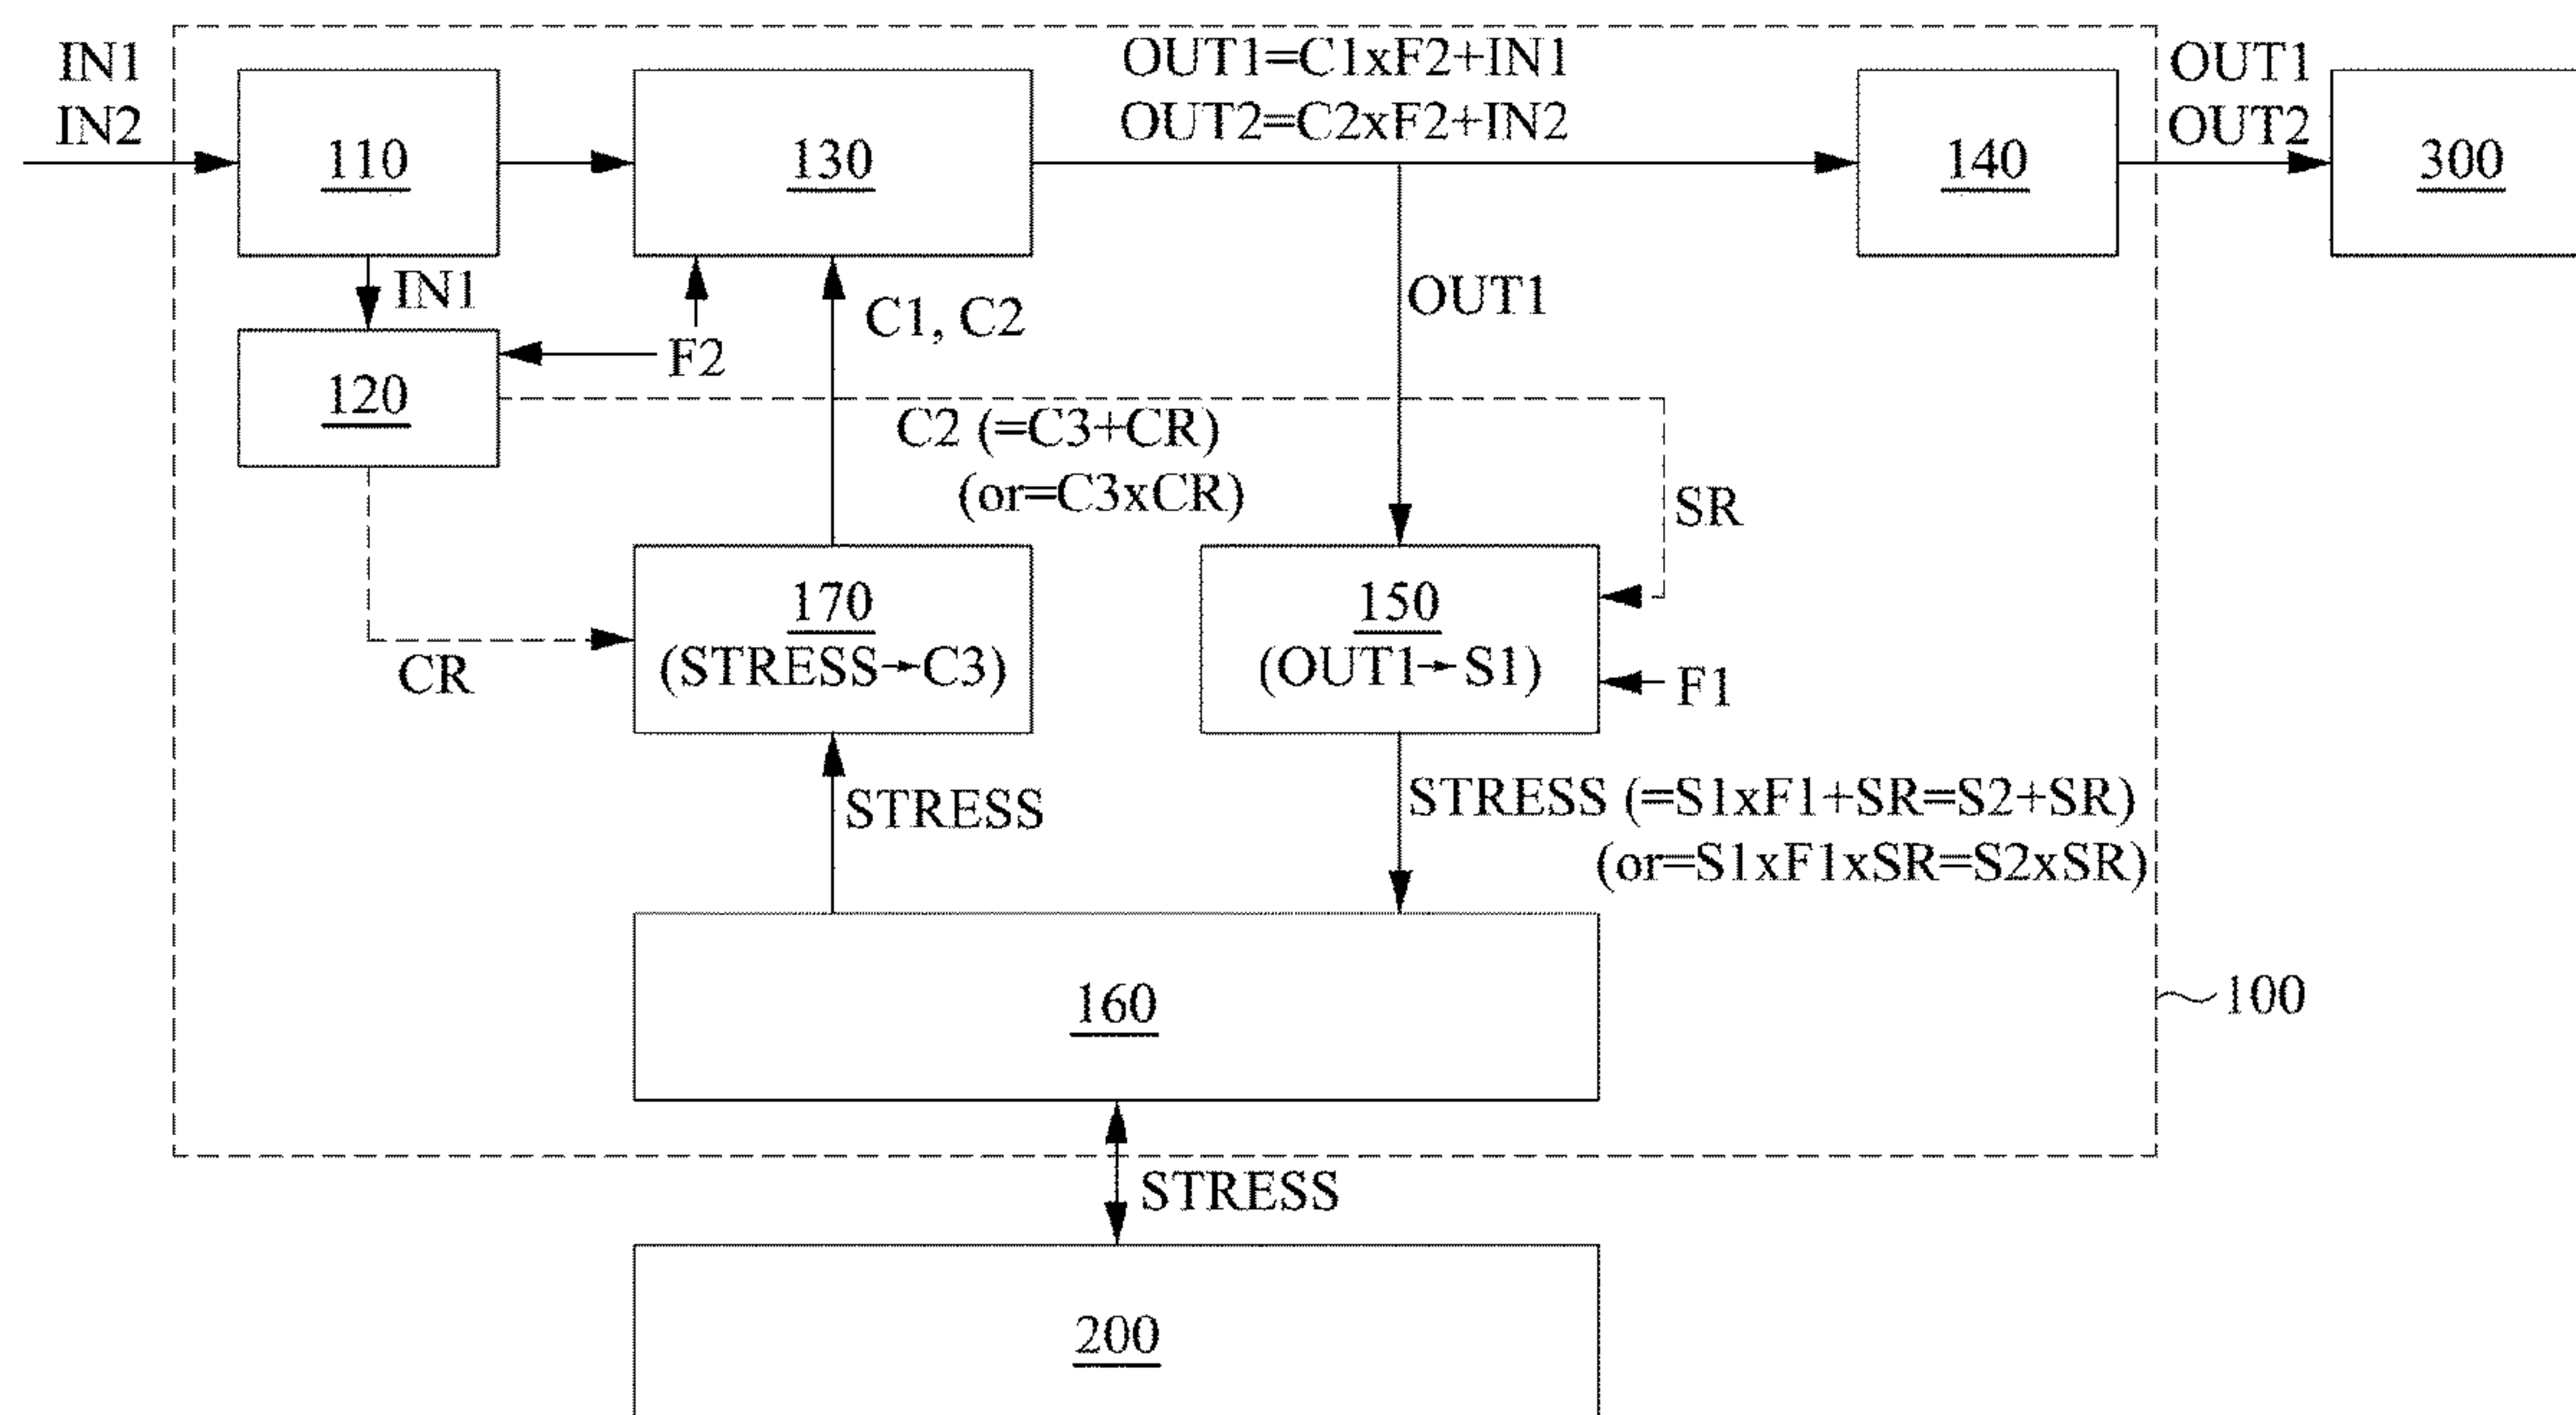 IN1
IN2
110
130
OUT1=C1xF2+IN1
OUT2=C2xF2+IN2
140
OUT1
OUT2
300
IN1
F2
C1, C2
OUT1
120
C2 (=C3+CR)
(or=C3xCR)
SR
CR
170
(STRESS→C3)
150
(OUT1→S1)
F1
STRESS
STRESS (=S1xF1+SR=S2+SR)
(or=S1xF1xSR=S2xSR)
160
100
STRESS
200